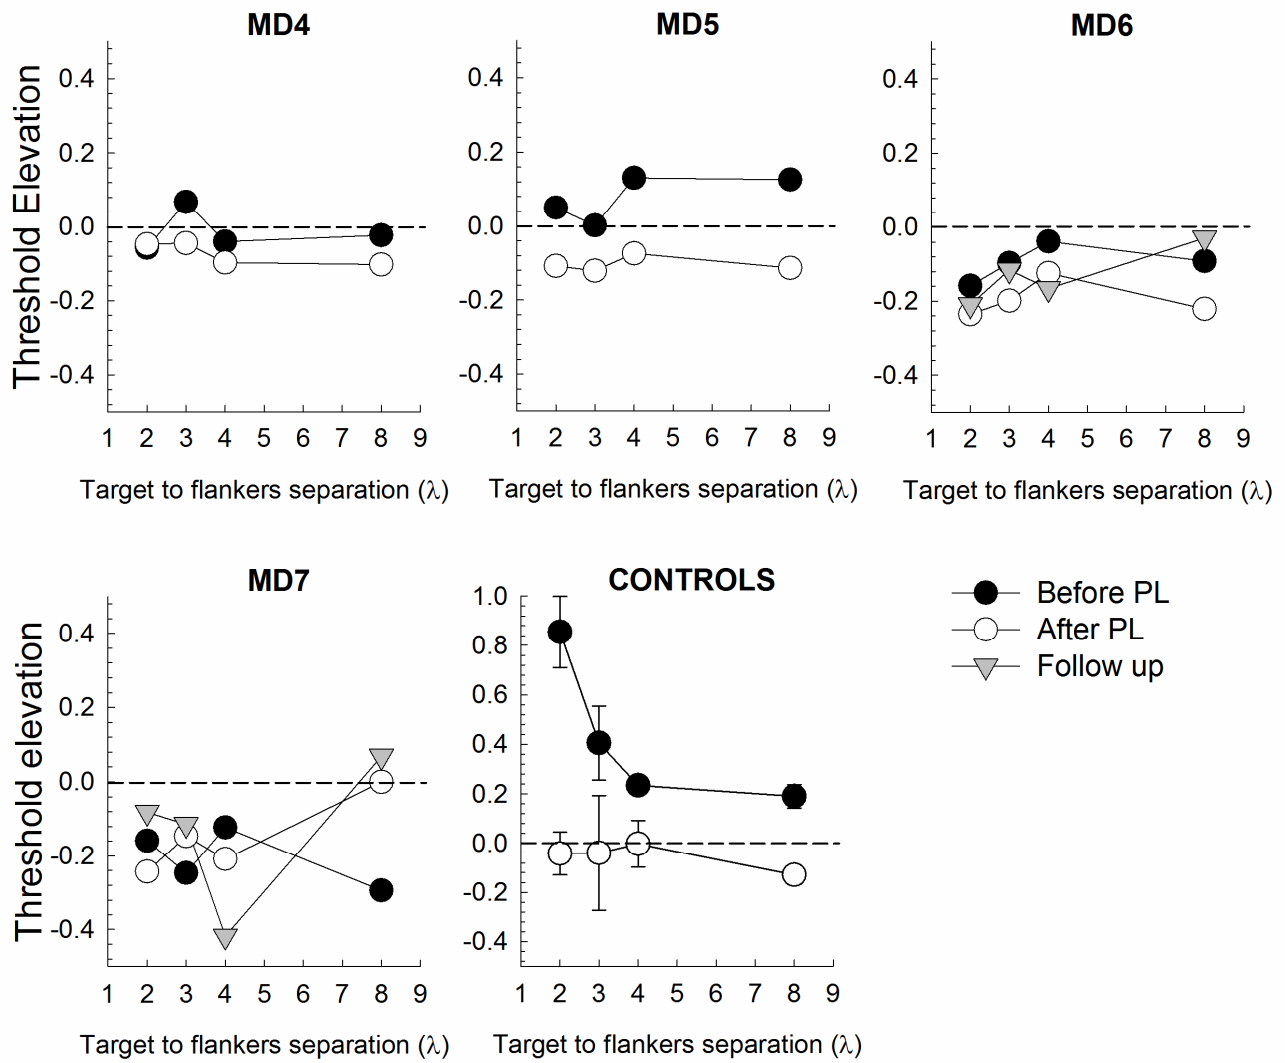 MD4
MD5
MD6
Threshold Elevation
0.4
0.2
0.0
-0.2
-0.4
1 2 3 4 5 6 7 8 9
Target to flankers separation (λ)
0.4
0.2
0.0
-0.2
-0.4
1 2 3 4 5 6 7 8 9
Target to flankers separation (λ)
0.4
0.2
0.0
-0.2
-0.4
1 2 3 4 5 6 7 8 9
Target to flankers separation (λ)
MD7
Threshold elevation
0.4
0.2
0.0
-0.2
-0.4
1 2 3 4 5 6 7 8 9
Target to flankers separation (λ)
CONTROLS
1.0
0.8
0.6
0.4
0.2
0.0
-0.2
-0.4
1 2 3 4 5 6 7 8 9
Target to flankers separation (λ)
Before PL
After PL
Follow up